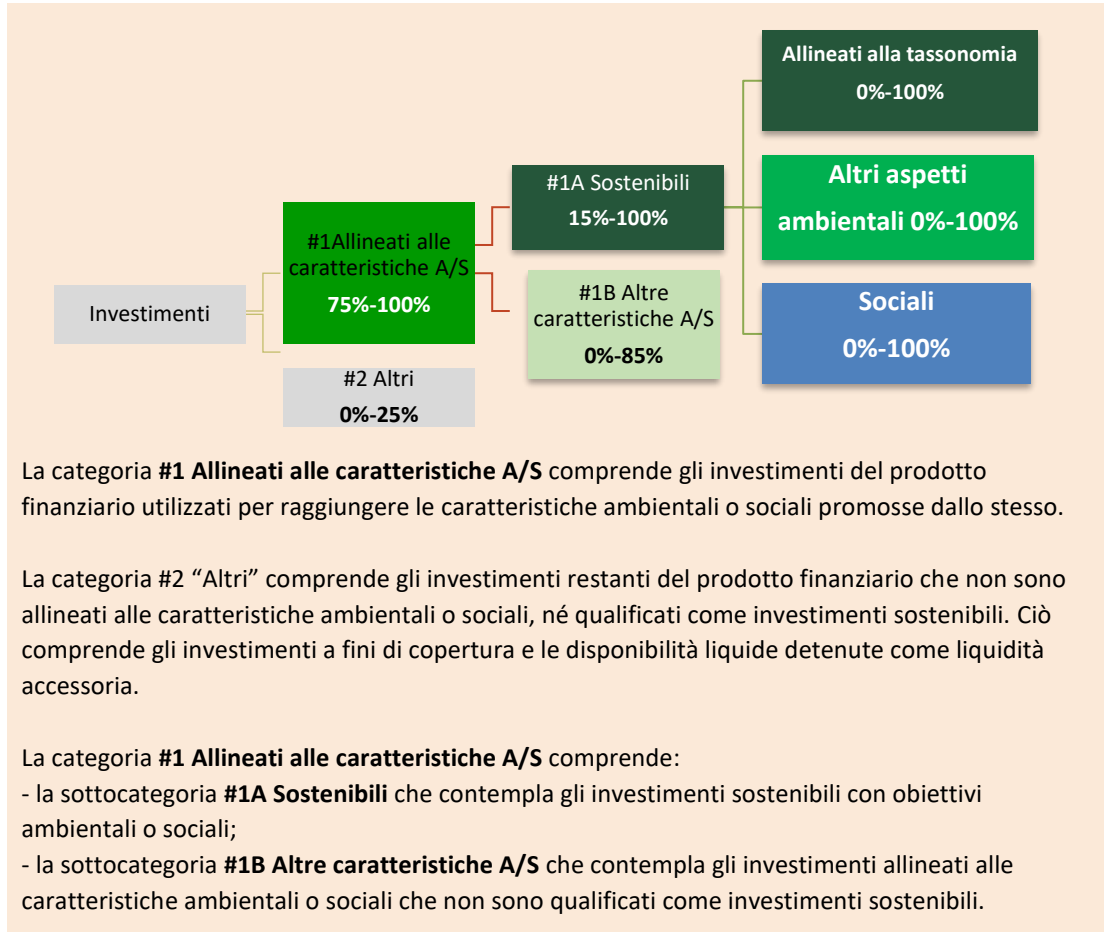 Allineati alla tassonomia
0%-100%
#1A Sostenibili
15%-100%
Altri aspetti
ambientali 0%-100%
#1Allineati alle
caratteristiche A/S
75%-100%
Investimenti
#1B Altre
caratteristiche A/S
0%-85%
Sociali
0%-100%
#2 Altri
0%-25%
La categoria #1 Allineati alle caratteristiche A/S comprende gli investimenti del prodotto
finanziario utilizzati per raggiungere le caratteristiche ambientali o sociali promosse dallo stesso.
La categoria #2 “Altri” comprende gli investimenti restanti del prodotto finanziario che non sono
allineati alle caratteristiche ambientali o sociali, né qualificati come investimenti sostenibili. Ciò
comprende gli investimenti a fini di copertura e le disponibilità liquide detenute come liquidità
accessoria.
La categoria #1 Allineati alle caratteristiche A/S comprende:
- la sottocategoria #1A Sostenibili che contempla gli investimenti sostenibili con obiettivi
ambientali o sociali;
- la sottocategoria #1B Altre caratteristiche A/S che contempla gli investimenti allineati alle
caratteristiche ambientali o sociali che non sono qualificati come investimenti sostenibili.